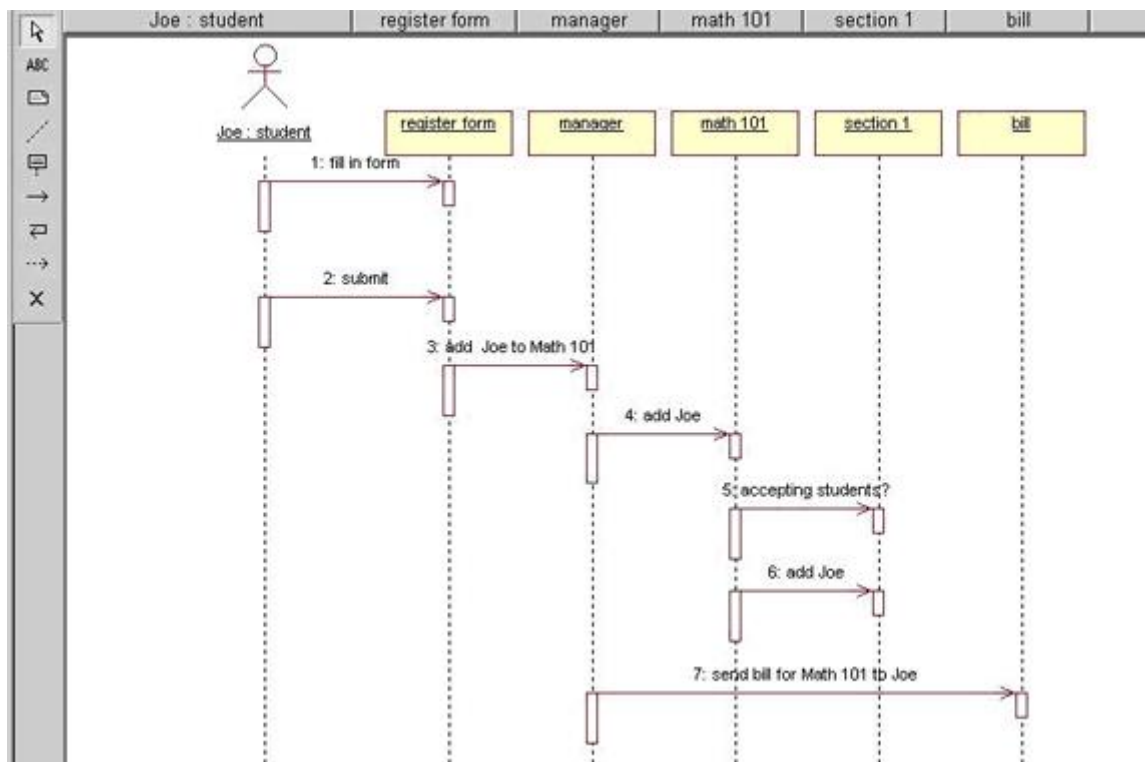 Joe : student
register form
manager
math 101
section 1
bill
ABC
Joe : student
register form
manager
math 101
section 1
bill
1: fill in form
2: submit
3: add Joe to Math 101
4: add Joe
5: accepting students?
6: add Joe
7: send bill for Math 101 to Joe